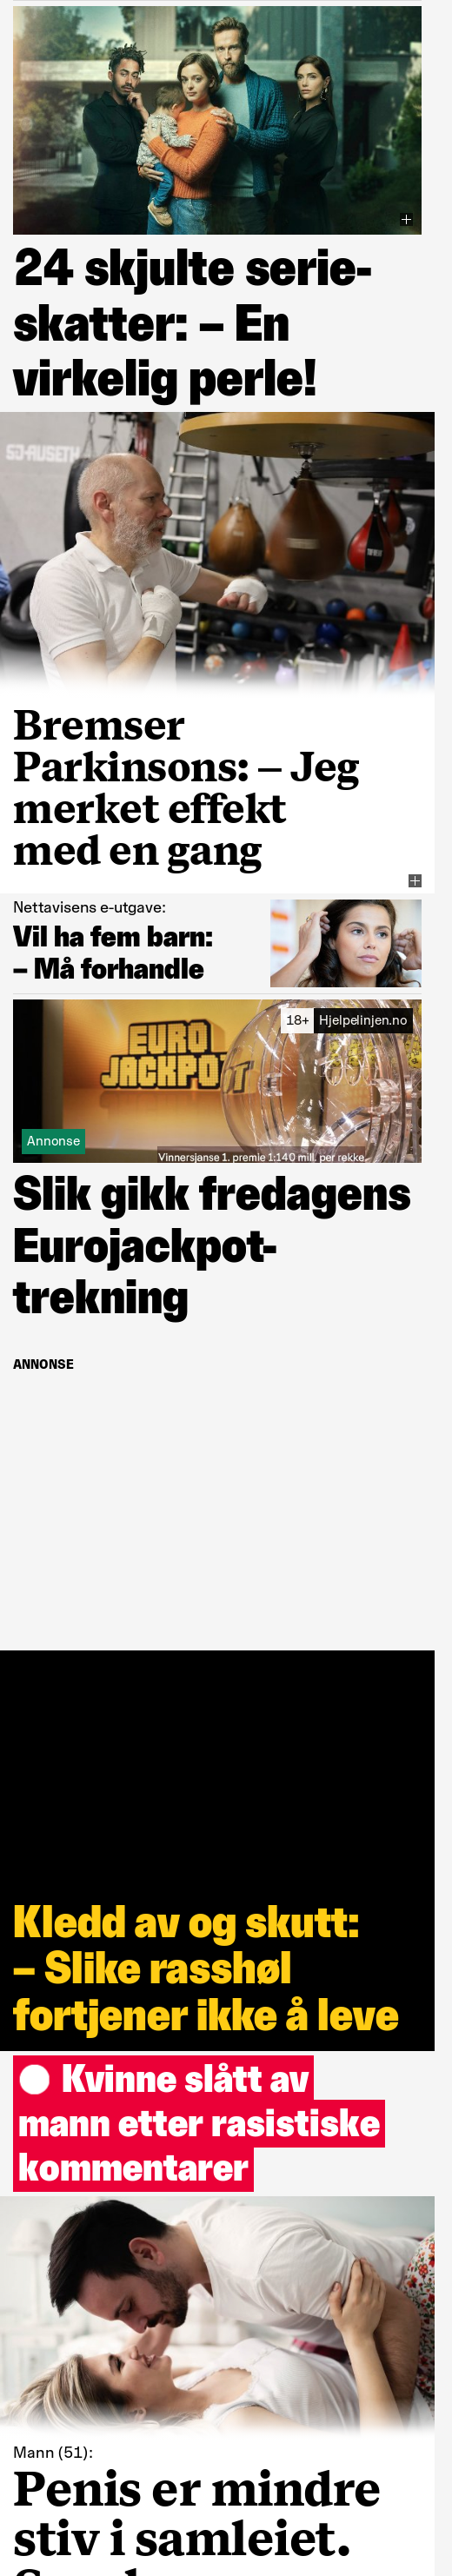 24 skjulte serie-
skatter: – En
virkelig perle!
Bremser
Parkinsons: – Jeg
merket effekt
med en gang
Nettavisens e-utgave:
Vil ha fem barn:
– Må forhandle
18+ Hjelpelinjen.no
EURO
JACKPOT
Annonse
Vinnersjanse 1. premie 1:140 mill. per rekke.
Slik gikk fredagens
Eurojackpot-
trekning
ANNONSE
Kledd av og skutt:
– Slike rasshøl
fortjener ikke å leve
Kvinne slått av
mann etter rasistiske
kommentarer
Mann (51):
Penis er mindre
stiv i samleiet.